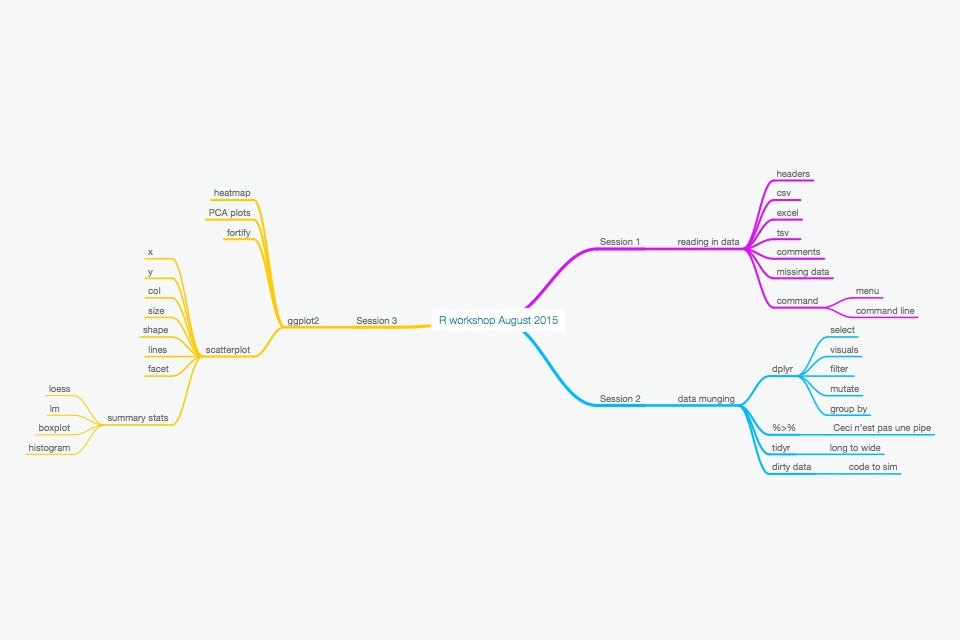 R workshop August 2015
Session 1
reading in data
headers
csv
excel
tsv
comments
missing data
command
menu
command line
Session 2
data munging
dplyr
select
visuals
filter
mutate
group by
%>%
Ceci n'est pas une pipe
tidyr
long to wide
dirty data
code to sim
Session 3
ggplot2
heatmap
PCA plots
fortify
scatterplot
x
y
col
size
shape
lines
facet
summary stats
loess
lm
boxplot
histogram